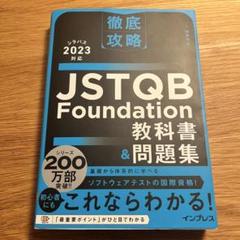 徹底攻略
シラバス
2023
対応
JSTQB
Foundation
教科書
&問題集
シリーズ
200
万部
突破!!
基礎から体系的に学べる
ソフトウェアテストの国際資格!
初心者にも
これならわかる!
「最重要ポイント」がひと目でわかる
インプレス